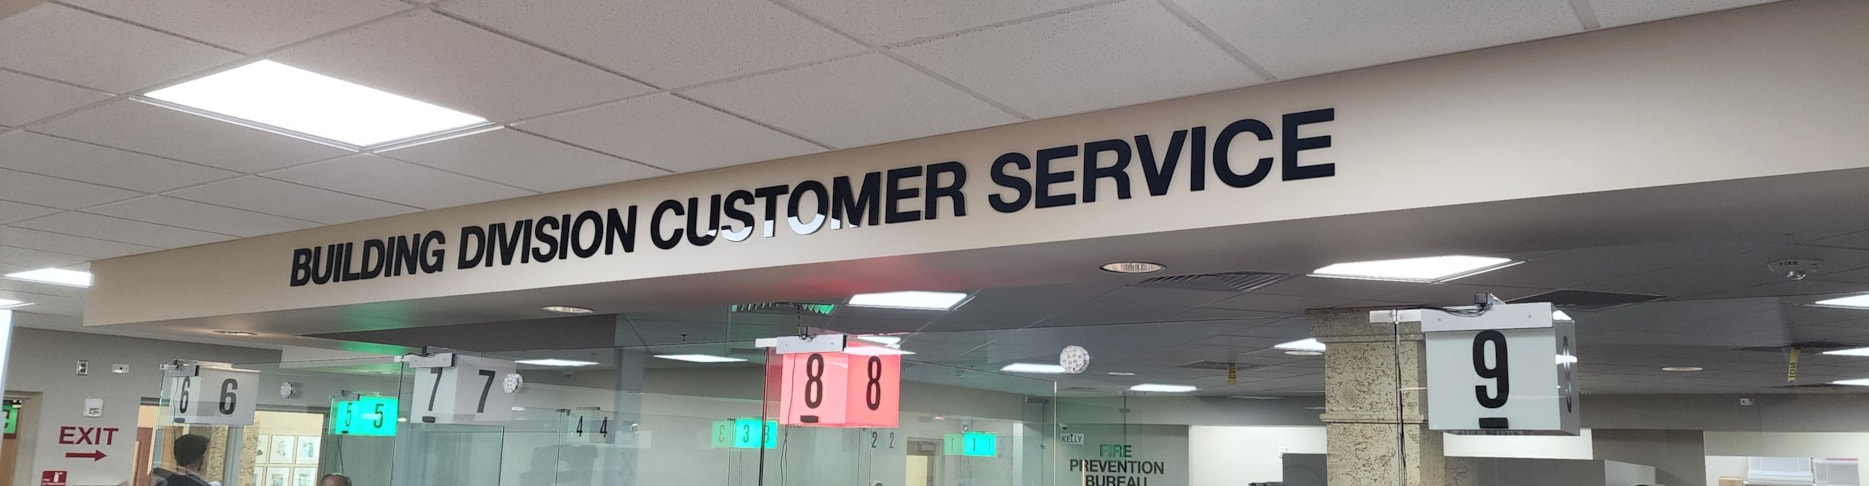 BUILDING DIVISION CUSTOMER SERVICE
6 6
5 5
7 7
4 4
3 3
8 8
2 2
1 1
9
EXIT
KELLY
FIRE
PREVENTION
BUREAU